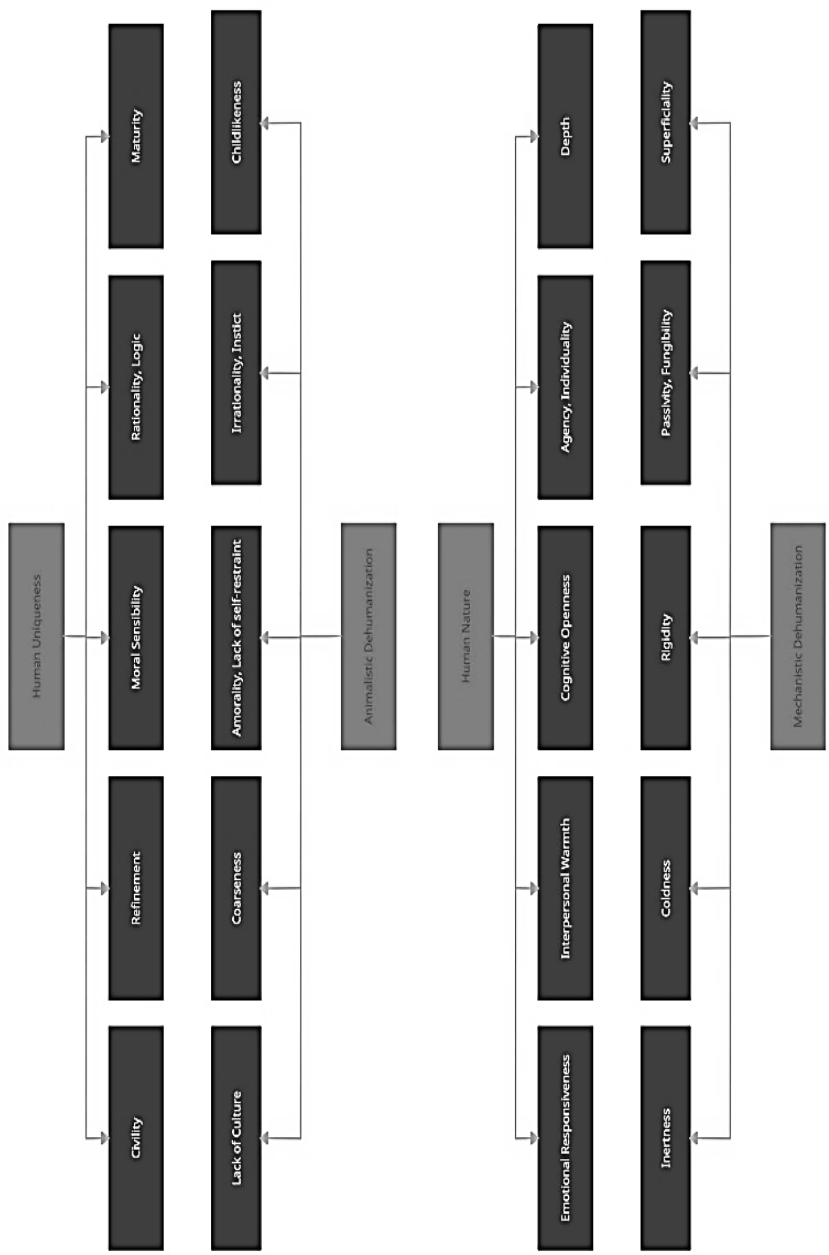 Human Uniqueness
Civility
Refinement
Moral Sensibility
Rationality, Logic
Maturity
Lack of Culture
Coarseness
Amorality, Lack of self-restraint
Irrationality, Instict
Childlikeness
Animalistic Dehumanization
Human Nature
Emotional Responsiveness
Interpersonal Warmth
Cognitive Openness
Agency, Individuality
Depth
Inertness
Coldness
Rigidity
Passivity, Fungibility
Superficiality
Mechanistic Dehumanization